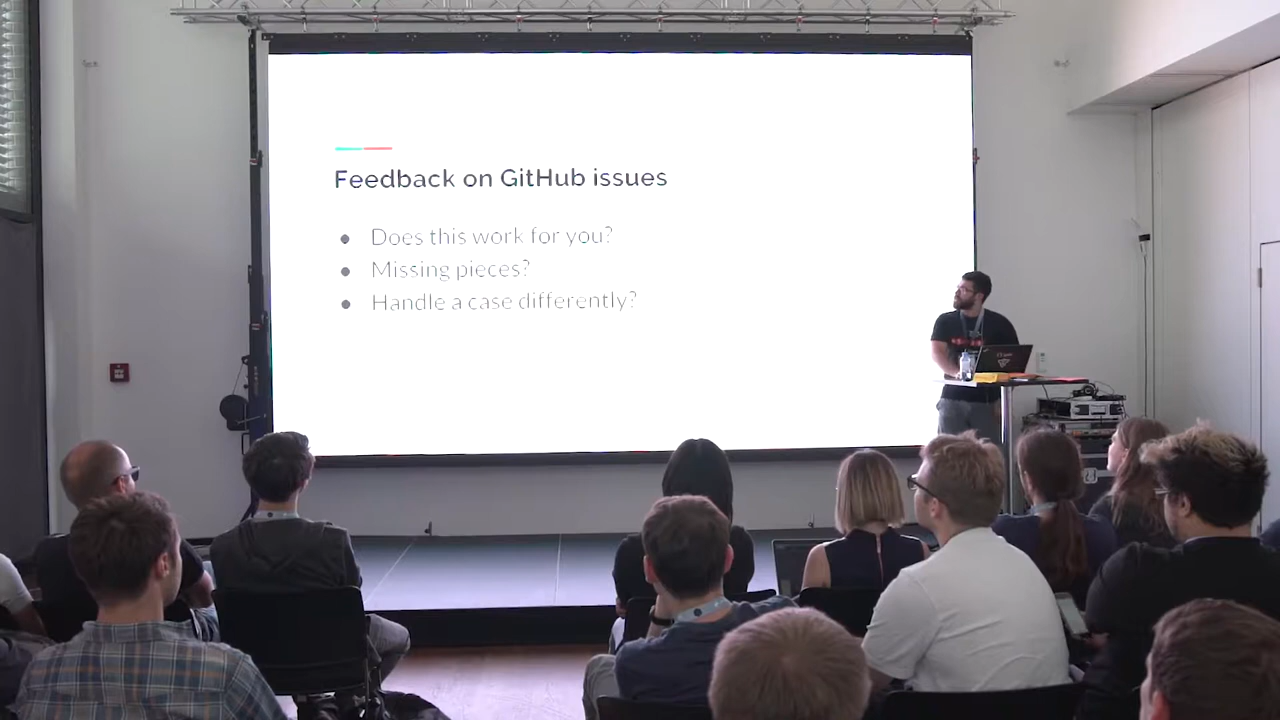 Feedback on GitHub issues
Does this work for you?
Missing pieces?
Handle a case differently?